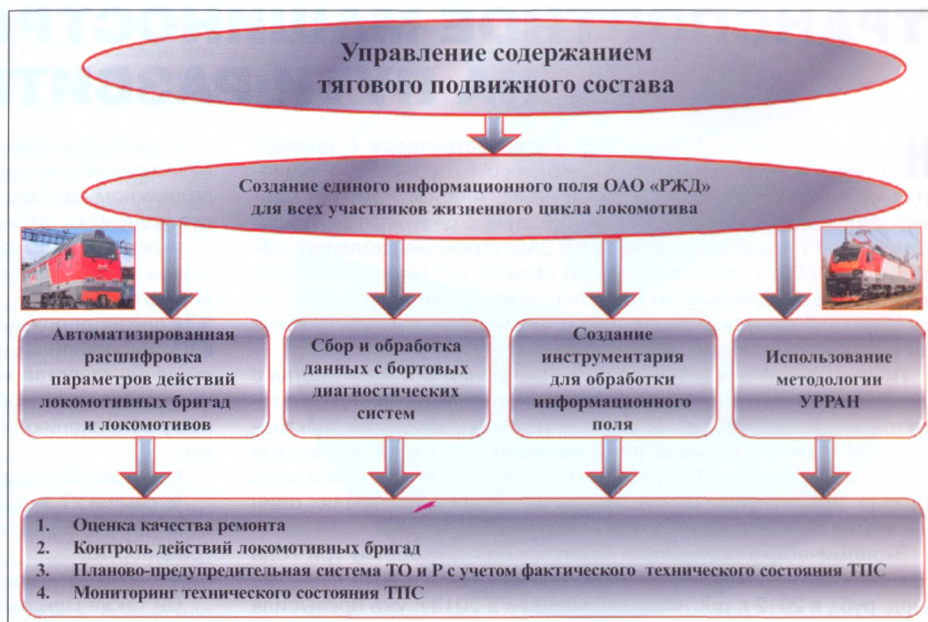 Управление содержанием
тягового подвижного состава
Создание единого информационного поля ОАО «РЖД»
для всех участников жизненного цикла локомотива
Автоматизированная
расшифровка
параметров действий
локомотивных бригад
и локомотивов
Сбор и обработка
данных с бортовых
диагностических
систем
Создание
инструментария
для обработки
информационного
поля
Использование
методологии
УРРАН
1. Оценка качества ремонта
2. Контроль действий локомотивных бригад
3. Планово-предупредительная система ТО и Р с учетом фактического технического состояния ТПС
4. Мониторинг технического состояния ТПС